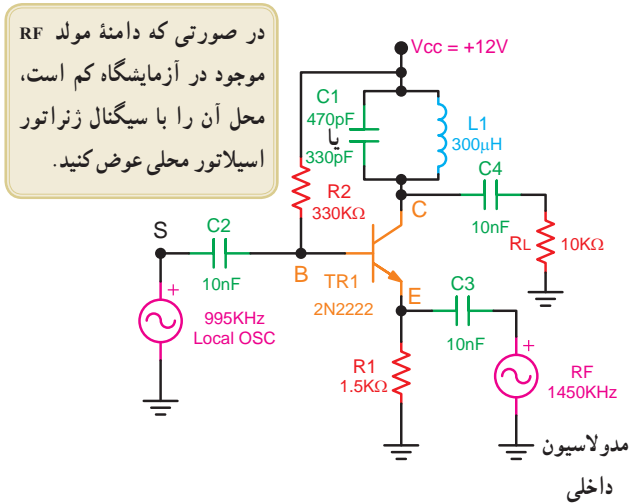 در صورتی که دامنهٔ مولد RF
موجود در آزمایشگاه کم است،
محل آن را با سیگنال ژنراتور
اسیلاتور محلی عوض کنید.
Vcc = +12V
C1
470pF
یا
330pF
L1
300μH
R2
330KΩ
C
C4
10nF
RL
10KΩ
S
C2
10nF
B
TR1
2N2222
E
C3
10nF
+
995KHz
Local OSC
R1
1.5KΩ
+
RF
1450KHz
مدولاسیون
داخلی